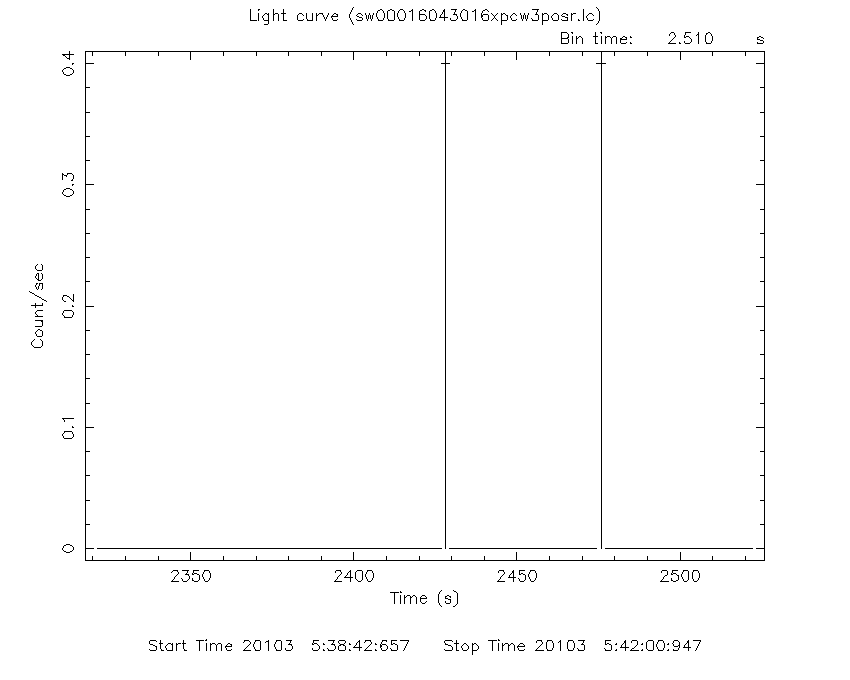 Light curve (sw00016043016xpcw3posr.lc)
Bin time: 2.510 s
0.4
0.3
0.2
0.1
0
Count/sec
2350 2400 2450 2500
Time (s)
Start Time 20103 5:38:42:657 Stop Time 20103 5:42:00:947